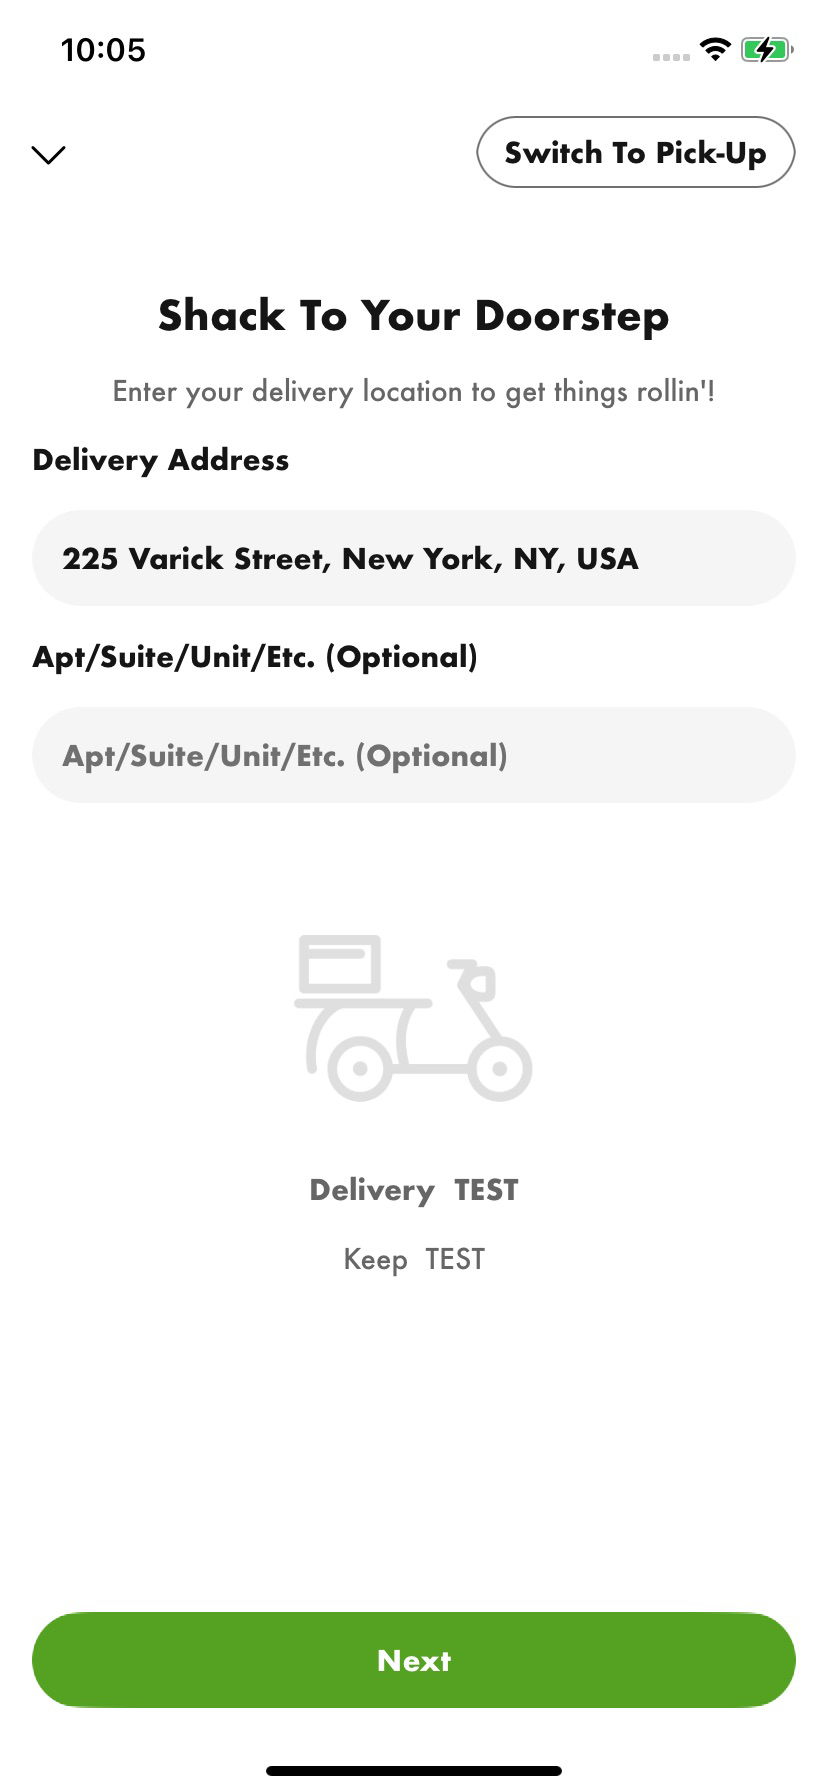 10:05
Switch To Pick-Up
Shack To Your Doorstep
Enter your delivery location to get things rollin'!
Delivery Address
225 Varick Street, New York, NY, USA
Apt/Suite/Unit/Etc. (Optional)
Apt/Suite/Unit/Etc. (Optional)
Delivery  TEST
Keep  TEST
Next